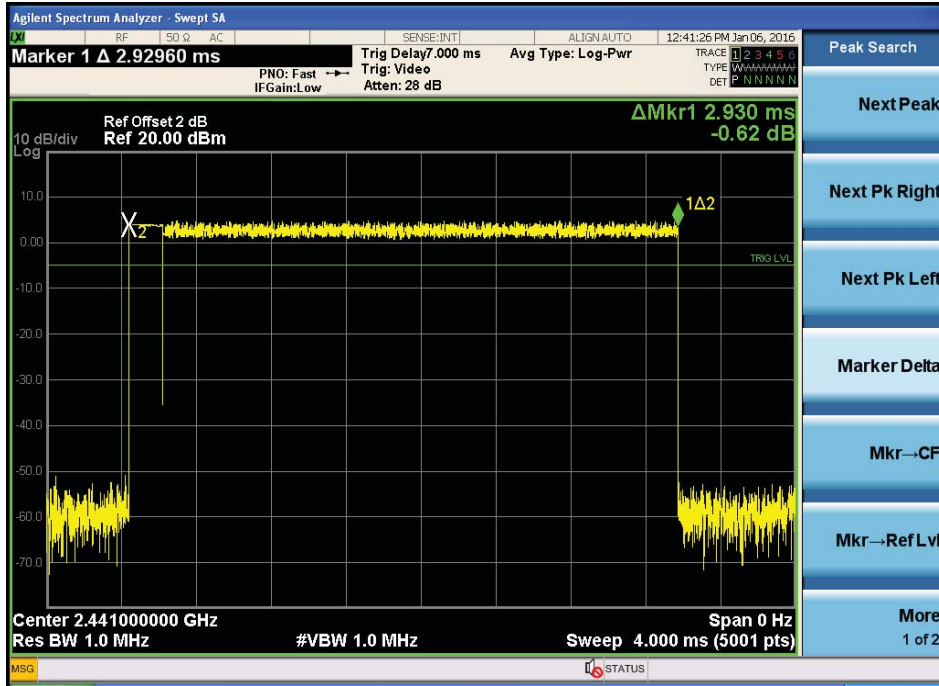 Agilent Spectrum Analyzer - Swept SA
LXI RF 50 Ω AC SENSE:INT ALIGN AUTO 12:41:26 PM Jan 06, 2016
Marker 1 Δ 2.92960 ms
PNO: Fast
IFGain:Low
Trig Delay7.000 ms
Trig: Video
Atten: 28 dB
Avg Type: Log-Pwr
TRACE 1 2 3 4 5 6
TYPE WWWWWW
DET P N N N N N
Peak Search
Next Peak
Next Pk Right
Next Pk Left
Marker Delta
Mkr→CF
Mkr→Ref Lvl
More
1 of 2
ΔMkr1 2.930 ms
-0.62 dB
Ref Offset 2 dB
10 dB/div Ref 20.00 dBm
Log
10.0
0.00
-10.0
-20.0
-30.0
-40.0
-50.0
-60.0
-70.0
2
1Δ2
TRIG LVL
Center 2.441000000 GHz Span 0 Hz
Res BW 1.0 MHz #VBW 1.0 MHz Sweep 4.000 ms (5001 pts)
MSG STATUS